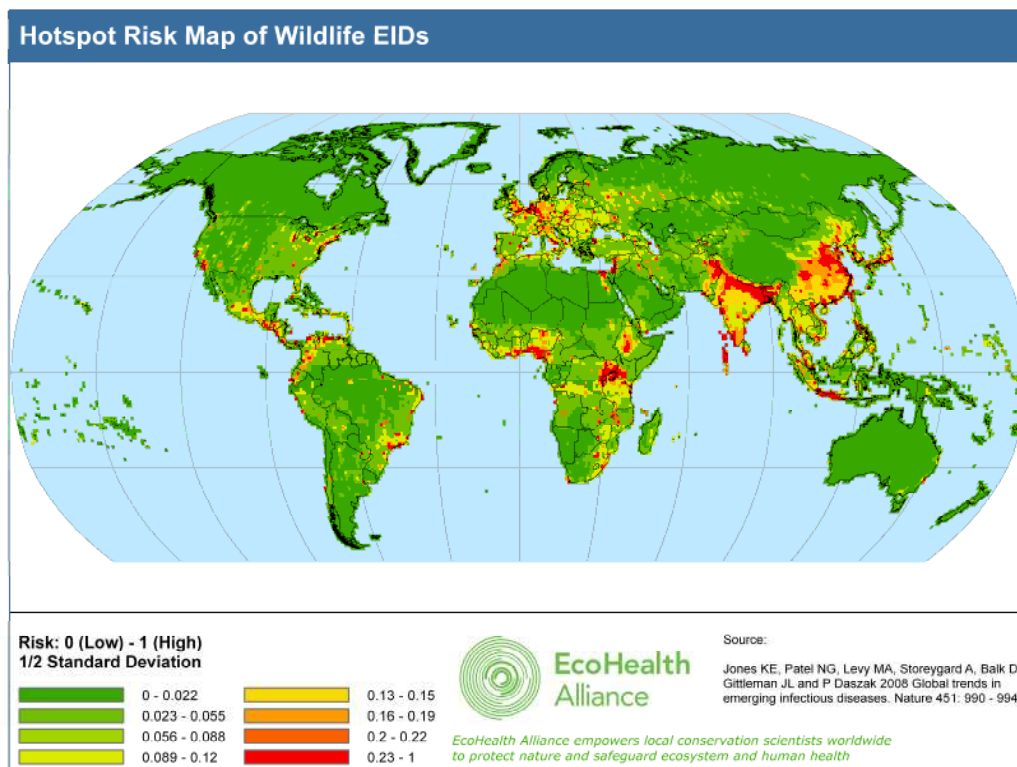 Hotspot Risk Map of Wildlife EIDs
Risk: 0 (Low) - 1 (High)
1/2 Standard Deviation
0 - 0.022
0.023 - 0.055
0.056 - 0.088
0.089 - 0.12
0.13 - 0.15
0.16 - 0.19
0.2 - 0.22
0.23 - 1
EcoHealth
Alliance
EcoHealth Alliance empowers local conservation scientists worldwide
to protect nature and safeguard ecosystem and human health
Source:
Jones KE, Patel NG, Levy MA, Storeygard A, Balk D
Gittleman JL and P Daszak 2008 Global trends in
emerging infectious diseases. Nature 451: 990 - 994